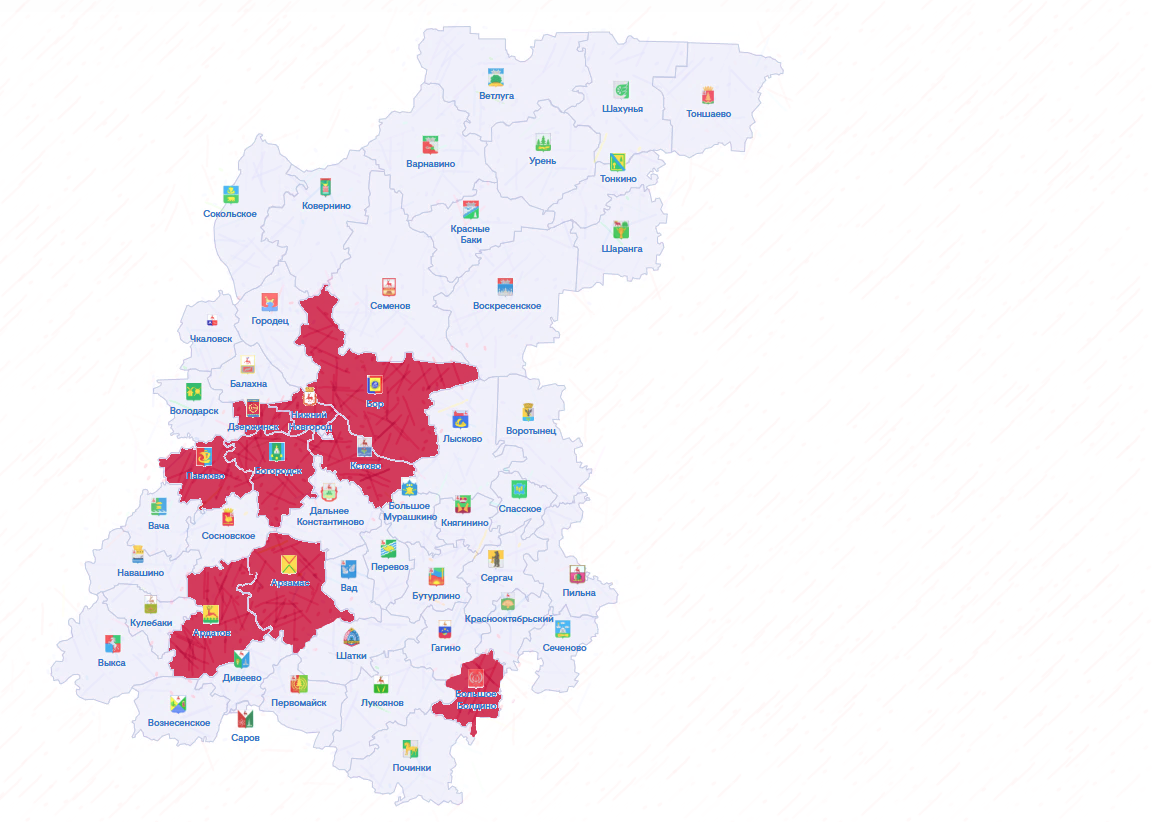 Ветлуга
Шахунья
Тоншаево
Варнавино
Урень
Тонкино
Сокольское
Ковернино
Красные
Баки
Шаранга
Семенов
Воскресенское
Городец
Чкаловск
Балахна
Володарск
Бор
Дзержинск
Нижний
Новгород
Лысково
Воротынец
Павлово
Богородск
Кстово
Вача
Сосновское
Дальнее
Константиново
Большое
Мурашкино
Княгинино
Спасское
Навашино
Арзамас
Вад
Перевоз
Бутурлино
Сергач
Пильна
Кулебаки
Ардатов
Краснооктябрьский
Выкса
Шатки
Гагино
Сеченово
Дивеево
Вознесенское
Саров
Первомайск
Лукоянов
Большое
Болдино
Починки